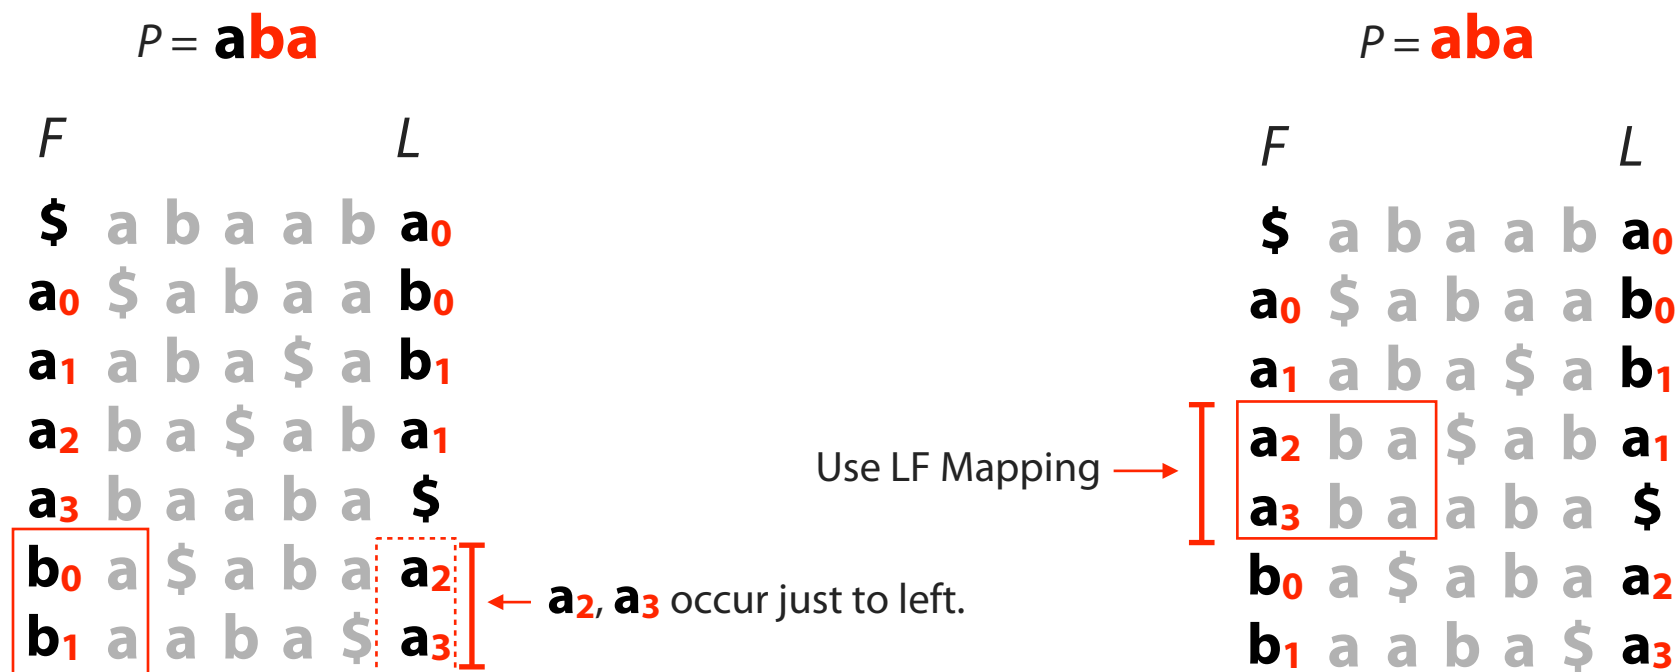 P = aba
F L
$ a b a a b a0
a0 $ a b a a b0
a1 a b a $ a b1
a2 b a $ a b a1
a3 b a a b a $
b0 a $ a b a a2
b1 a a b a $ a3
a2, a3 occur just to left.
P = aba
F L
$ a b a a b a0
a0 $ a b a a b0
a1 a b a $ a b1
a2 b a $ a b a1
a3 b a a b a $
b0 a $ a b a a2
b1 a a b a $ a3
Use LF Mapping